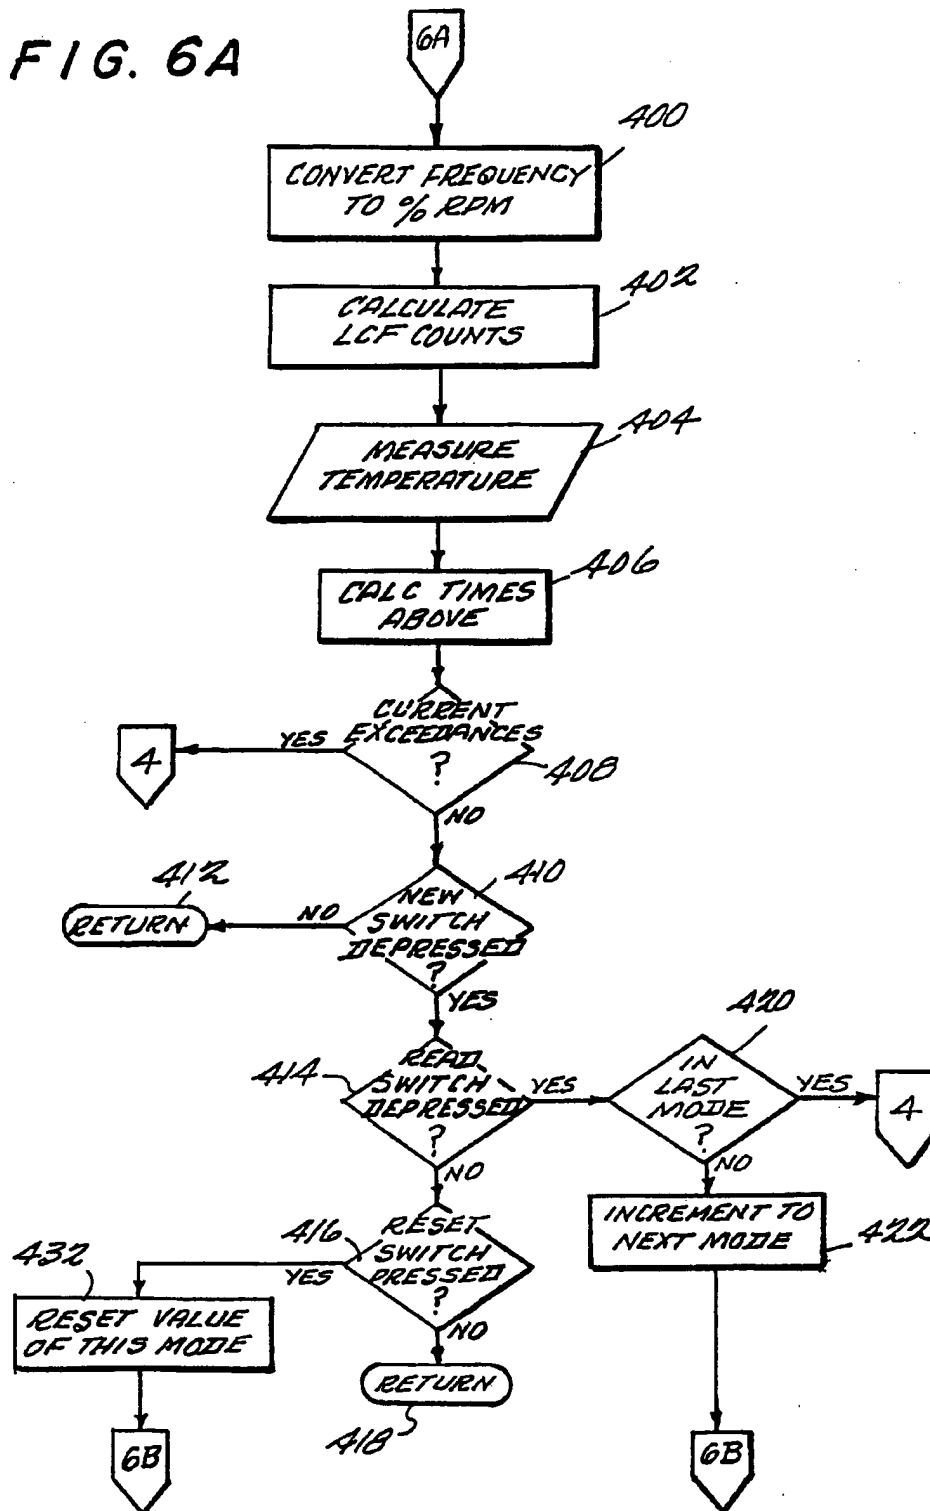 FIG. 6A
6A
400
CONVERT FREQUENCY
TO % RPM
402
CALCULATE
LCF COUNTS
404
MEASURE
TEMPERATURE
406
CALC TIMES
ABOVE
CURRENT
EXCEEDANCES
?
408
YES
4
NO
410
NEW
SWITCH
DEPRESSED
?
NO
412
RETURN
YES
414
READ
SWITCH
DEPRESSED
?
YES
420
IN
LAST
MODE
?
YES
4
NO
NO
INCREMENT TO
NEXT MODE
422
416
RESET
SWITCH
PRESSED
?
YES
432
RESET VALUE
OF THIS MODE
NO
RETURN
418
6B
6B